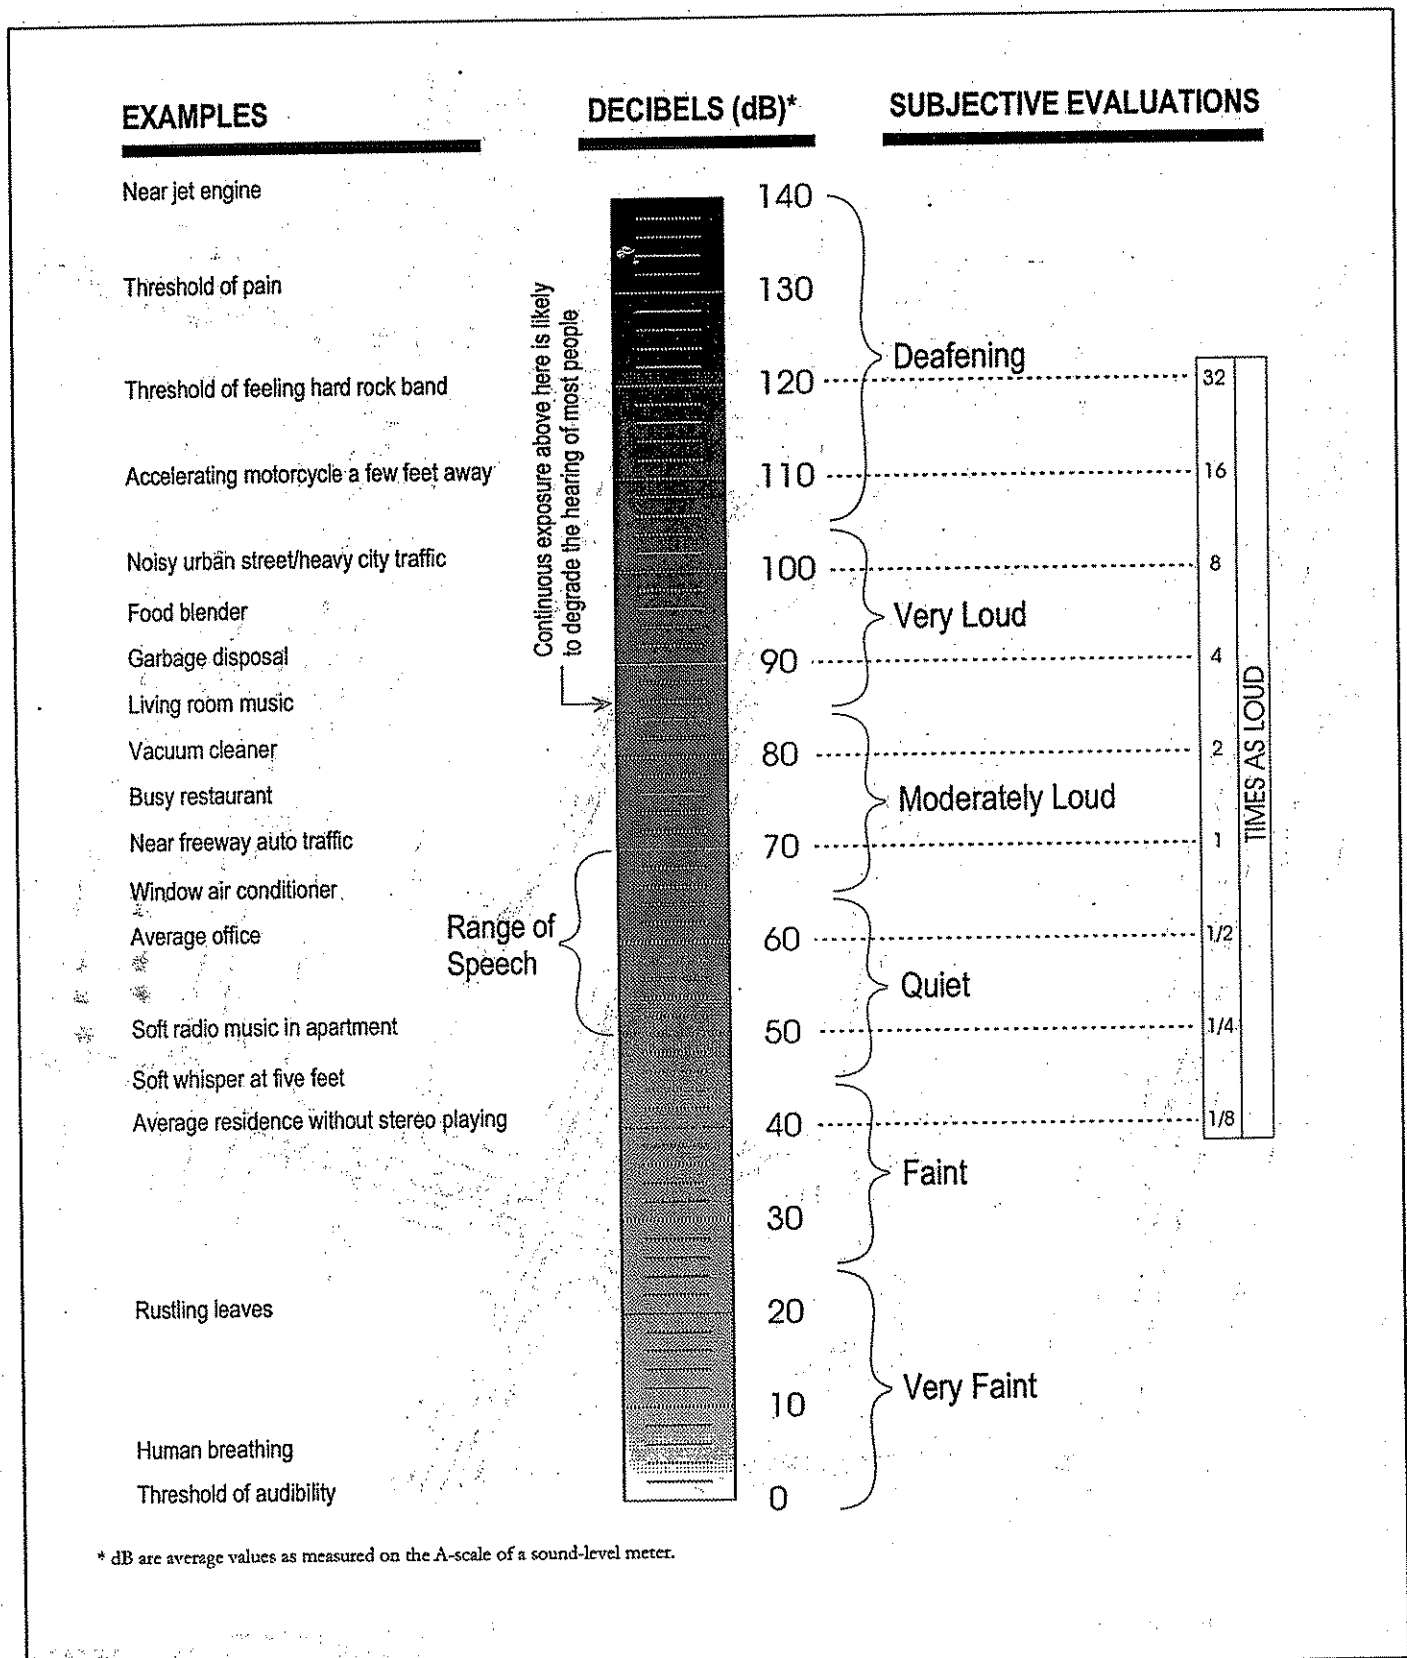 EXAMPLES
DECIBELS (dB)*
SUBJECTIVE EVALUATIONS
Near jet engine
140
Threshold of pain
130
Continuous exposure above here is likely
to degrade the hearing of most people
Deafening
Threshold of feeling hard rock band
120
32
Accelerating motorcycle a few feet away
110
16
Noisy urban street/heavy city traffic
100
8
Food blender
Very Loud
Garbage disposal
90
4
Living room music
Vacuum cleaner
80
2
TIMES AS LOUD
Busy restaurant
Moderately Loud
Near freeway auto traffic
70
1
Window air conditioner
Average office
Range of
Speech
60
1/2
Quiet
Soft radio music in apartment
50
1/4
Soft whisper at five feet
Average residence without stereo playing
40
1/8
Faint
30
Rustling leaves
20
Very Faint
10
Human breathing
Threshold of audibility
0
* dB are average values as measured on the A-scale of a sound-level meter.